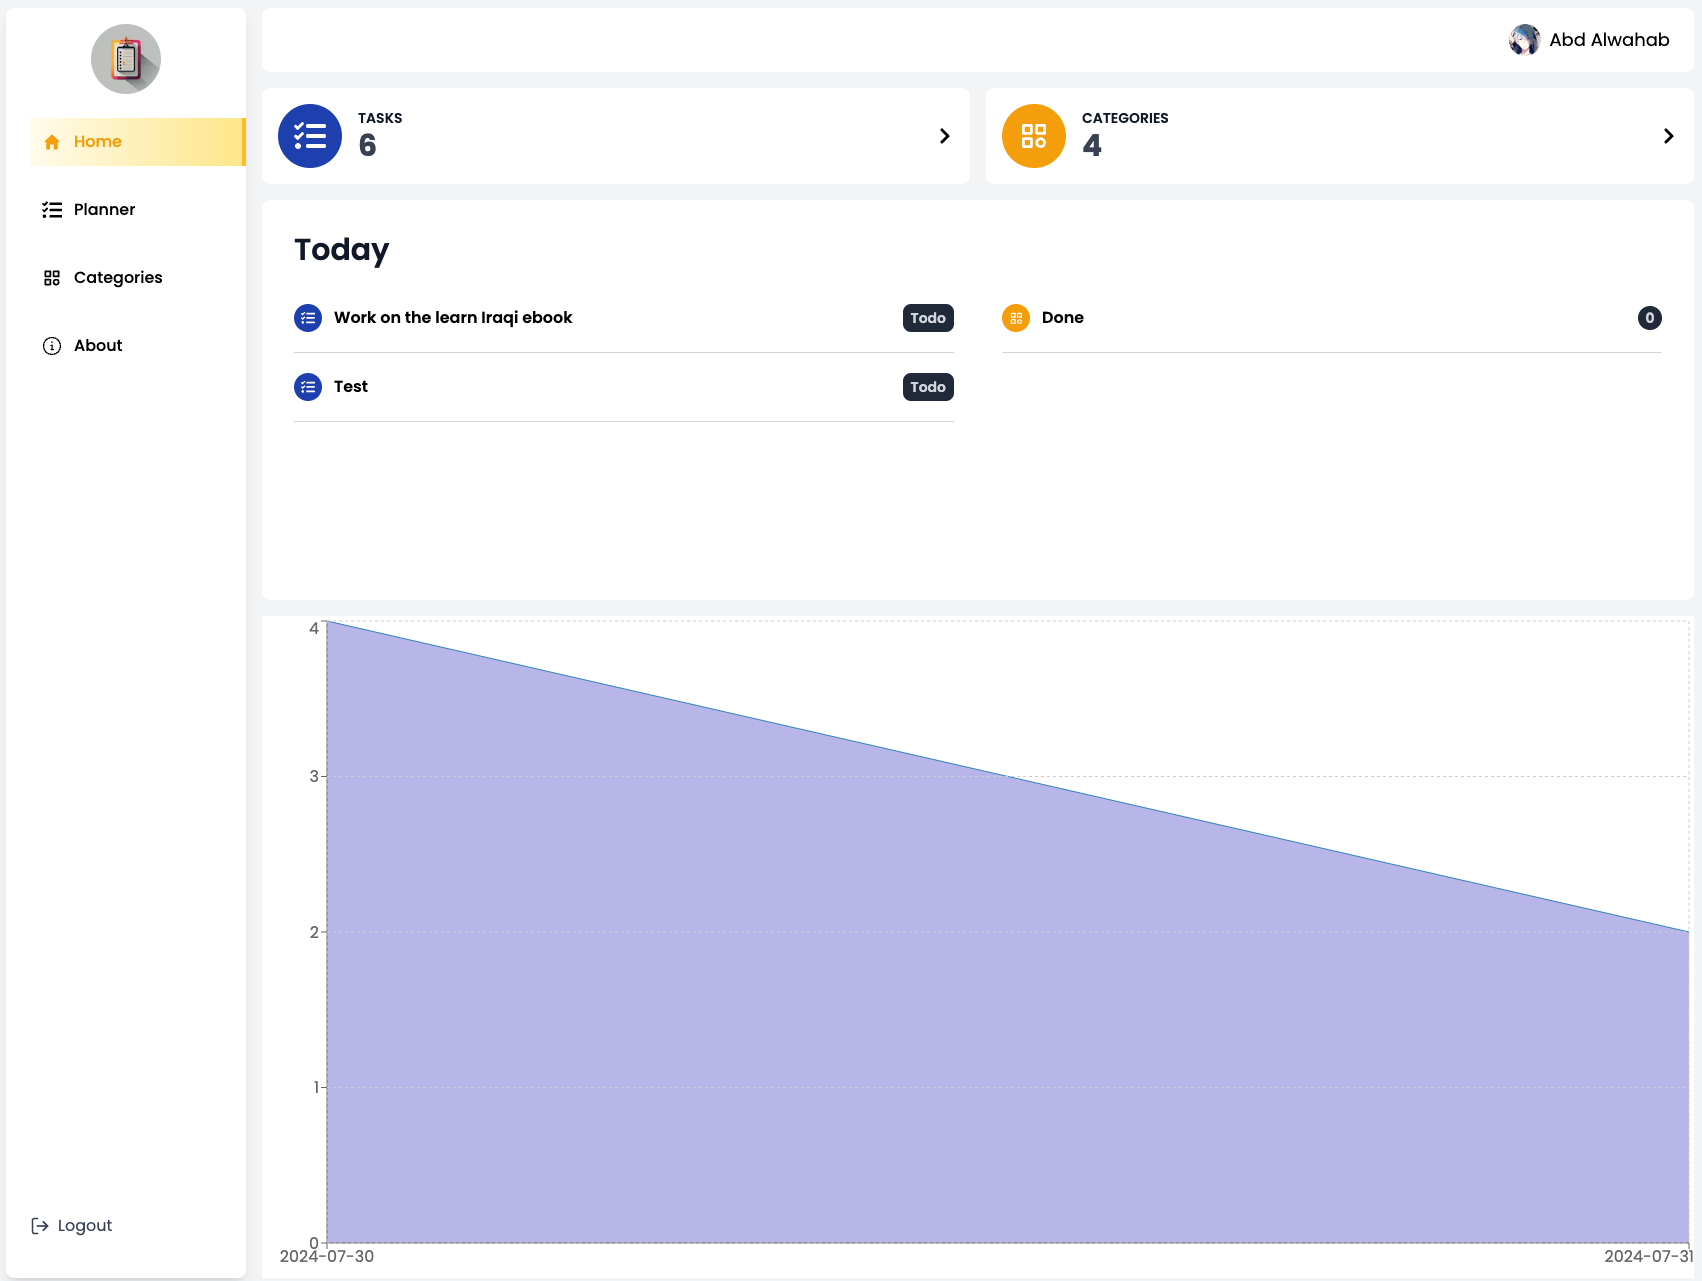 Home
Planner
Categories
About
Logout
Abd Alwahab
TASKS
6
CATEGORIES
4
Today
Work on the learn Iraqi ebook Todo
Test Todo
Done 0
4
3
2
1
0
2024-07-30 2024-07-31